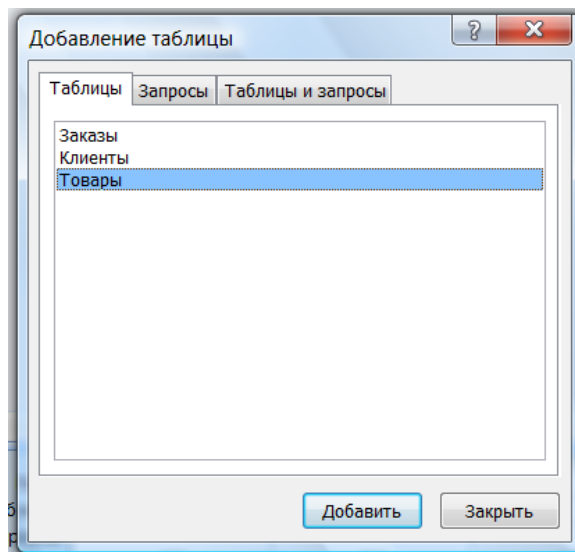 Добавление таблицы
?
Таблицы Запросы Таблицы и запросы
Заказы
Клиенты
Товары
Добавить Закрыть